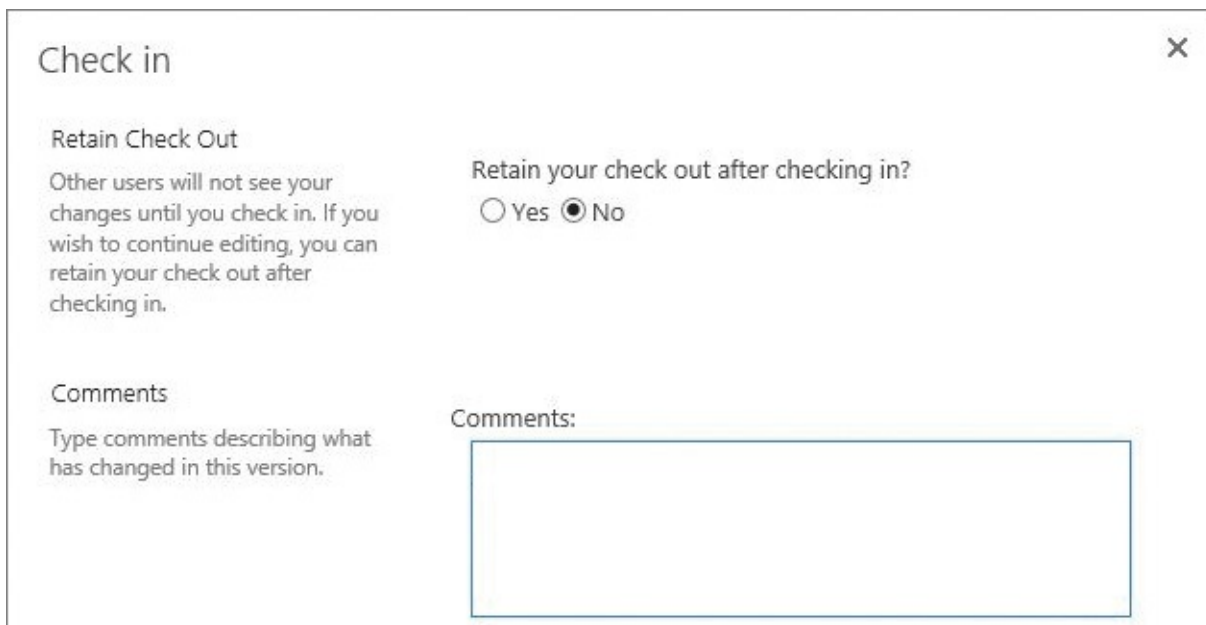 Check in
Retain Check Out
Other users will not see your
changes until you check in. If you
wish to continue editing, you can
retain your check out after
checking in.
Retain your check out after checking in?
Yes No
Comments
Type comments describing what
has changed in this version.
Comments: